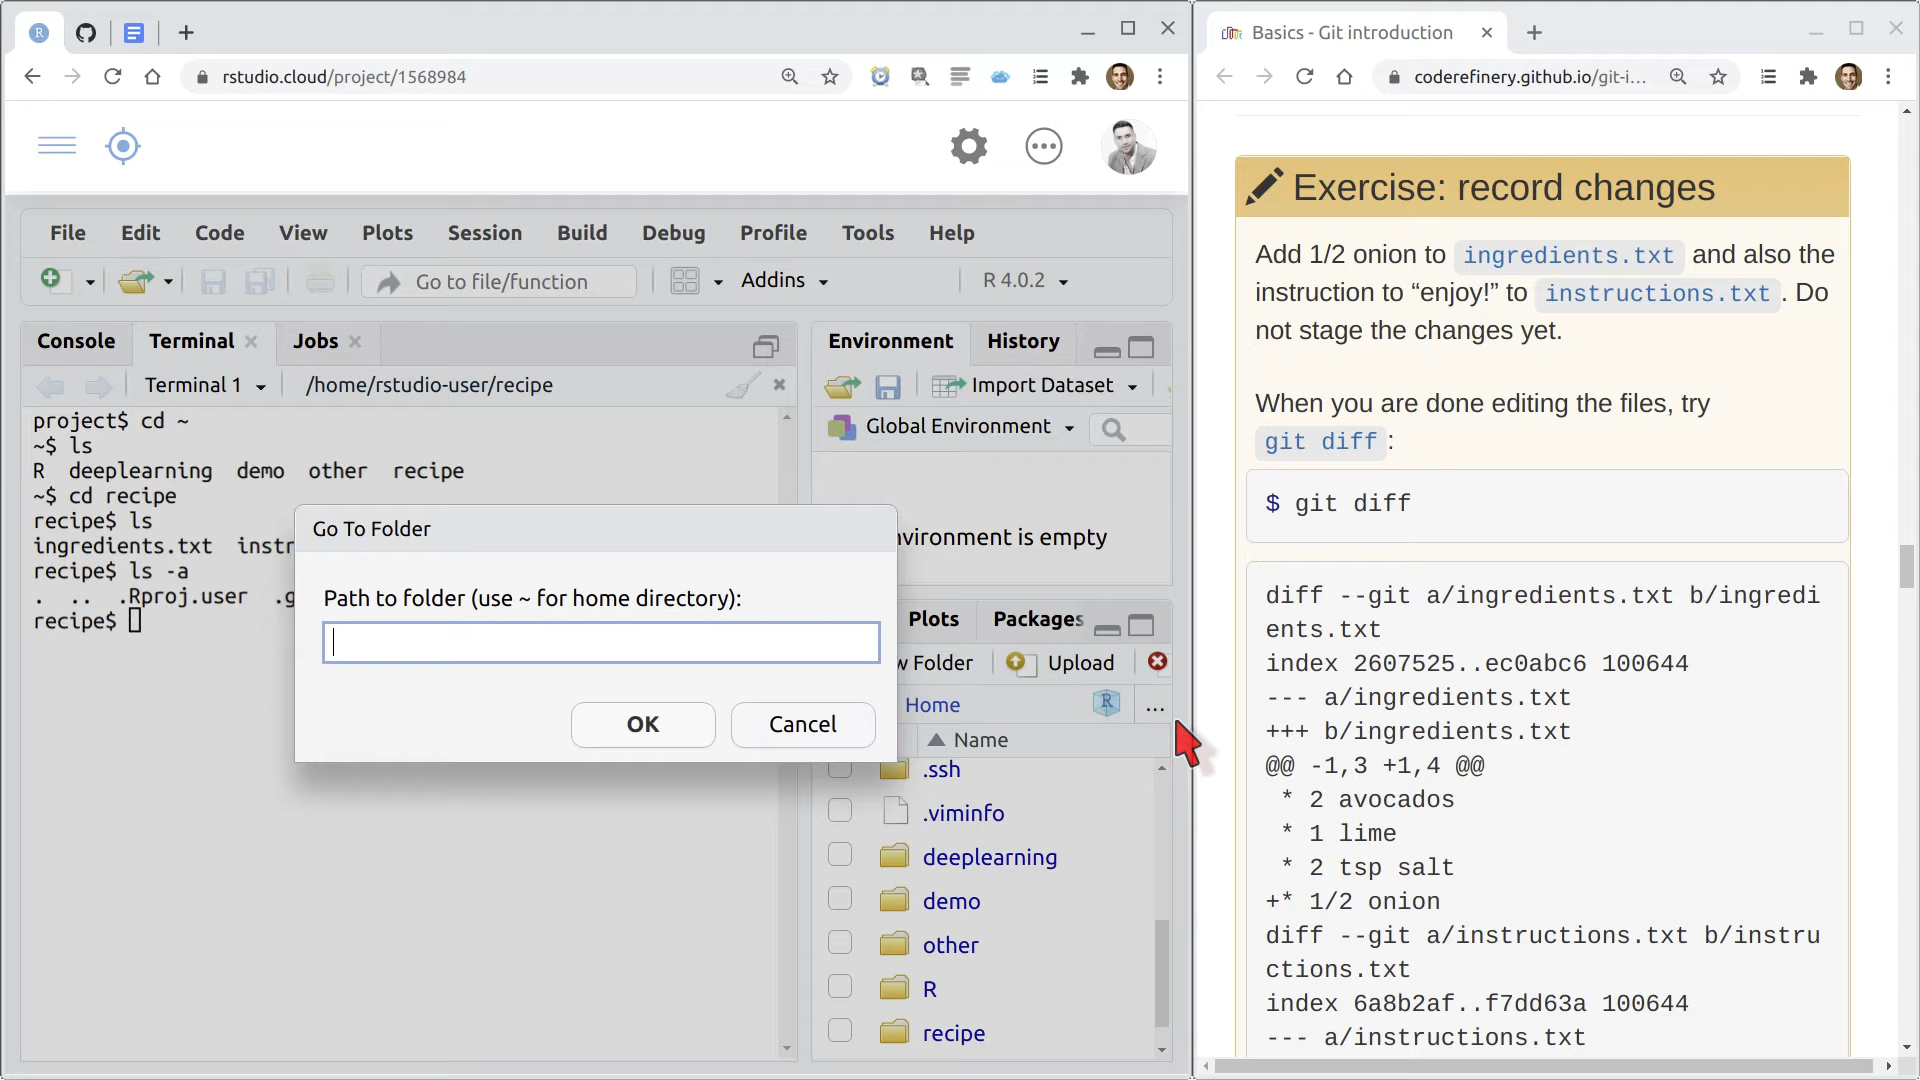 rstudio.cloud/project/1568984
File Edit Code View Plots Session Build Debug Profile Tools Help
Go to file/function
Addins
R 4.0.2
Console Terminal Jobs
Terminal 1 /home/rstudio-user/recipe
project$ cd ~
~$ ls
R deeplearning demo other recipe
~$ cd recipe
recipe$ ls
ingredients.txt instr
recipe$ ls -a
. .. .Rproj.user .g
recipe$
Go To Folder
Path to folder (use ~ for home directory):
OK Cancel
Environment History
Import Dataset
Global Environment
vironment is empty
Plots Packages
w Folder Upload
Home ...
Name
.ssh
.viminfo
deeplearning
demo
other
R
recipe
Basics - Git introduction
coderefinery.github.io/git-i...
Exercise: record changes
Add 1/2 onion to ingredients.txt and also the
instruction to “enjoy!” to instructions.txt. Do
not stage the changes yet.
When you are done editing the files, try
git diff:
$ git diff
diff --git a/ingredients.txt b/ingredi
ents.txt
index 2607525..ec0abc6 100644
--- a/ingredients.txt
+++ b/ingredients.txt
@@ -1,3 +1,4 @@
* 2 avocados
* 1 lime
* 2 tsp salt
+* 1/2 onion
diff --git a/instructions.txt b/instru
ctions.txt
index 6a8b2af..f7dd63a 100644
--- a/instructions.txt